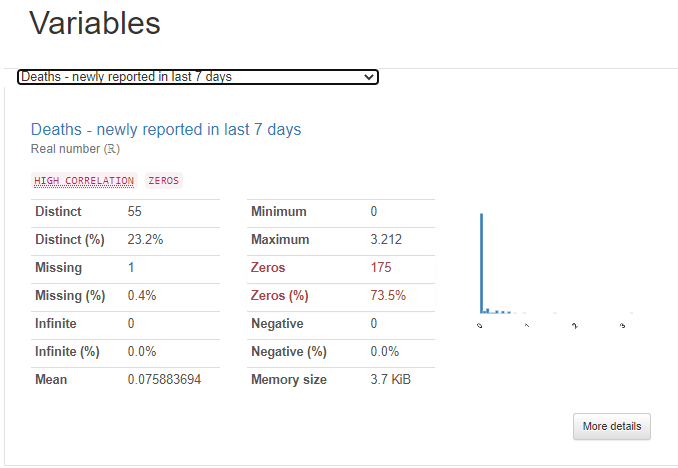 Variables
Deaths - newly reported in last 7 days
Deaths - newly reported in last 7 days
Real number (ℝ)
HIGH CORRELATION ZEROS
Distinct 55 Minimum 0
Distinct (%) 23.2% Maximum 3.212
Missing 1 Zeros 175
Missing (%) 0.4% Zeros (%) 73.5%
Infinite 0 Negative 0
Infinite (%) 0.0% Negative (%) 0.0%
Mean 0.075883694 Memory size 3.7 KiB
0 1 2 3
More details